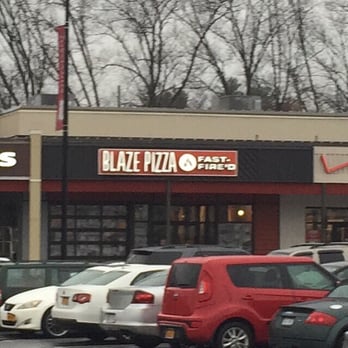 BLAZE PIZZA
FAST-
FIRE'D
S